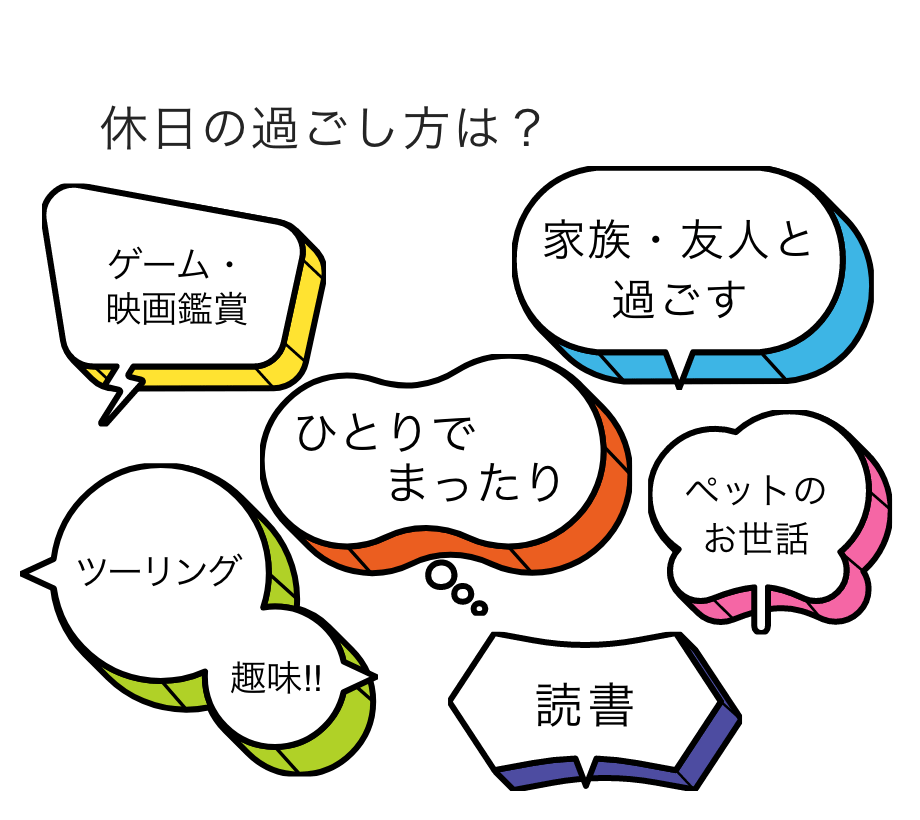 休日の過ごし方は？
ゲーム・
映画鑑賞
家族・友人と
過ごす
ひとりで
まったり
ペットの
お世話
ツーリング
趣味!!
読書